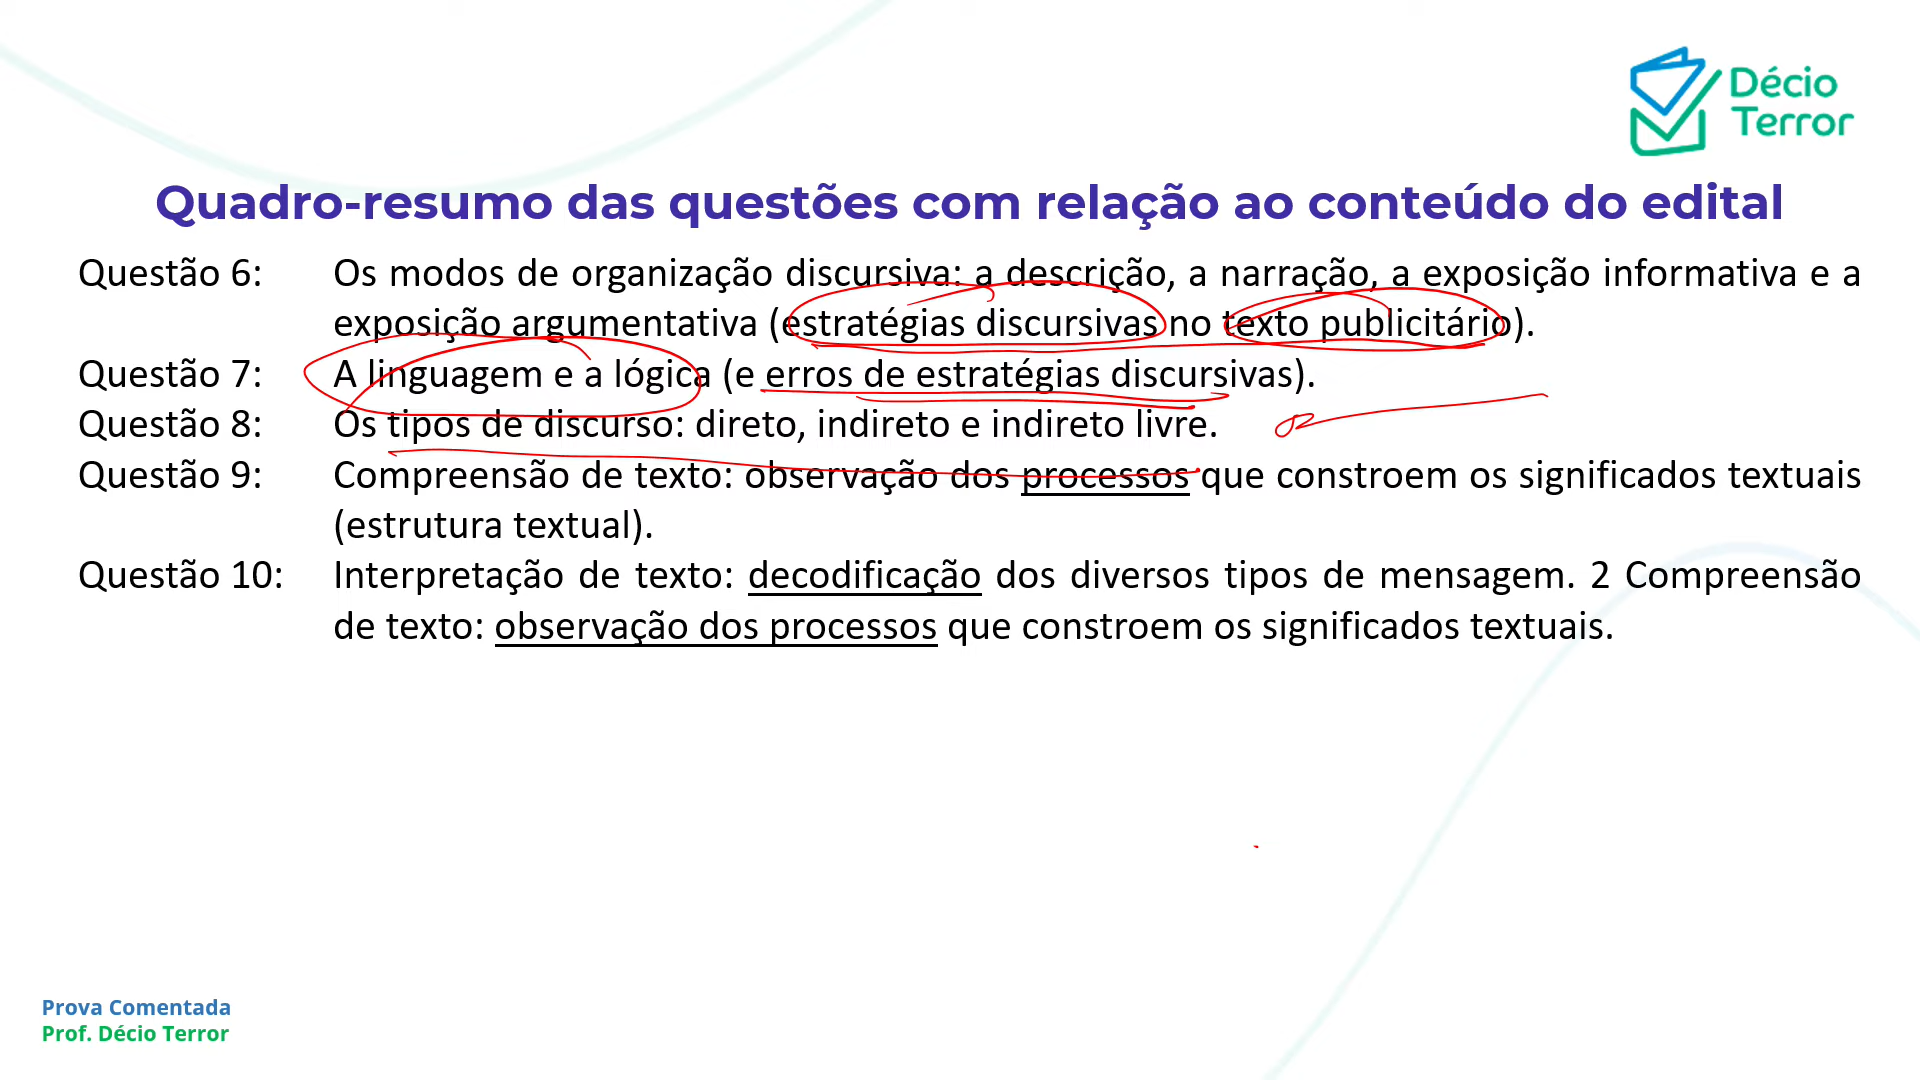 Décio
Terror
Quadro-resumo das questões com relação ao conteúdo do edital
Questão 6: Os modos de organização discursiva: a descrição, a narração, a exposição informativa e a
exposição argumentativa (estratégias discursivas no texto publicitário).
Questão 7: A linguagem e a lógica (e erros de estratégias discursivas).
Questão 8: Os tipos de discurso: direto, indireto e indireto livre.
Questão 9: Compreensão de texto: observação dos processos que constroem os significados textuais
(estrutura textual).
Questão 10: Interpretação de texto: decodificação dos diversos tipos de mensagem. 2 Compreensão
de texto: observação dos processos que constroem os significados textuais.
Prova Comentada
Prof. Décio Terror